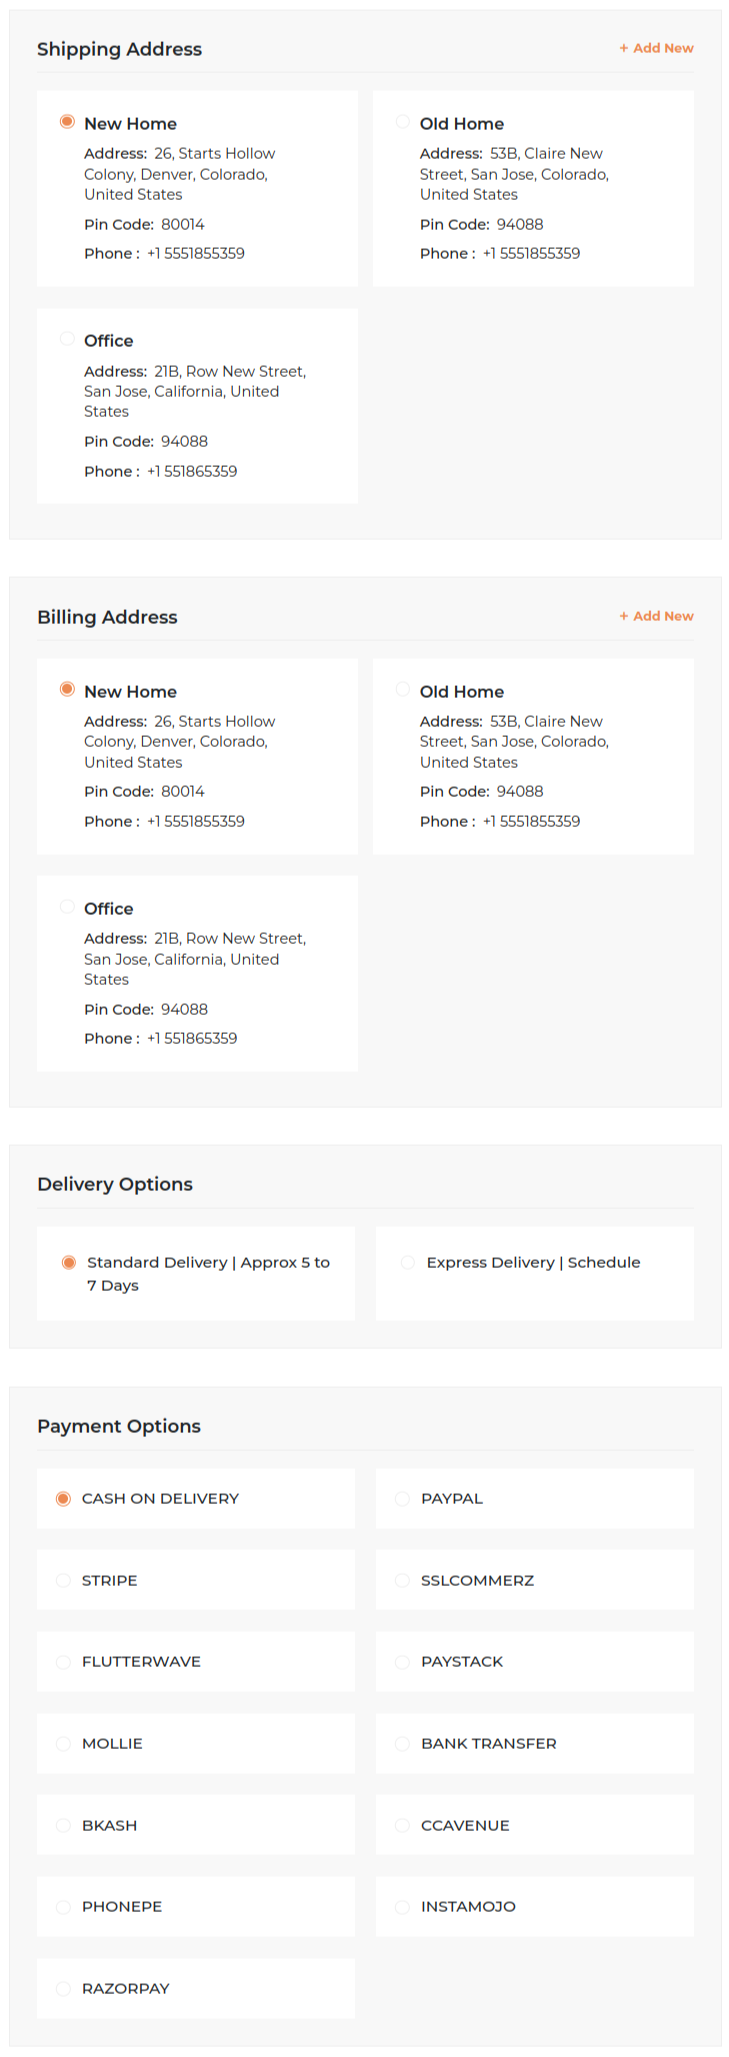 Shipping Address
+ Add New
New Home
Address: 26, Starts Hollow
Colony, Denver, Colorado,
United States
Pin Code: 80014
Phone : +1 5551855359
Old Home
Address: 53B, Claire New
Street, San Jose, Colorado,
United States
Pin Code: 94088
Phone : +1 5551855359
Office
Address: 21B, Row New Street,
San Jose, California, United
States
Pin Code: 94088
Phone : +1 551865359
Billing Address
+ Add New
New Home
Address: 26, Starts Hollow
Colony, Denver, Colorado,
United States
Pin Code: 80014
Phone : +1 5551855359
Old Home
Address: 53B, Claire New
Street, San Jose, Colorado,
United States
Pin Code: 94088
Phone : +1 5551855359
Office
Address: 21B, Row New Street,
San Jose, California, United
States
Pin Code: 94088
Phone : +1 551865359
Delivery Options
Standard Delivery | Approx 5 to
7 Days
Express Delivery | Schedule
Payment Options
CASH ON DELIVERY
PAYPAL
STRIPE
SSLCOMMERZ
FLUTTERWAVE
PAYSTACK
MOLLIE
BANK TRANSFER
BKASH
CCAVENUE
PHONEPE
INSTAMOJO
RAZORPAY